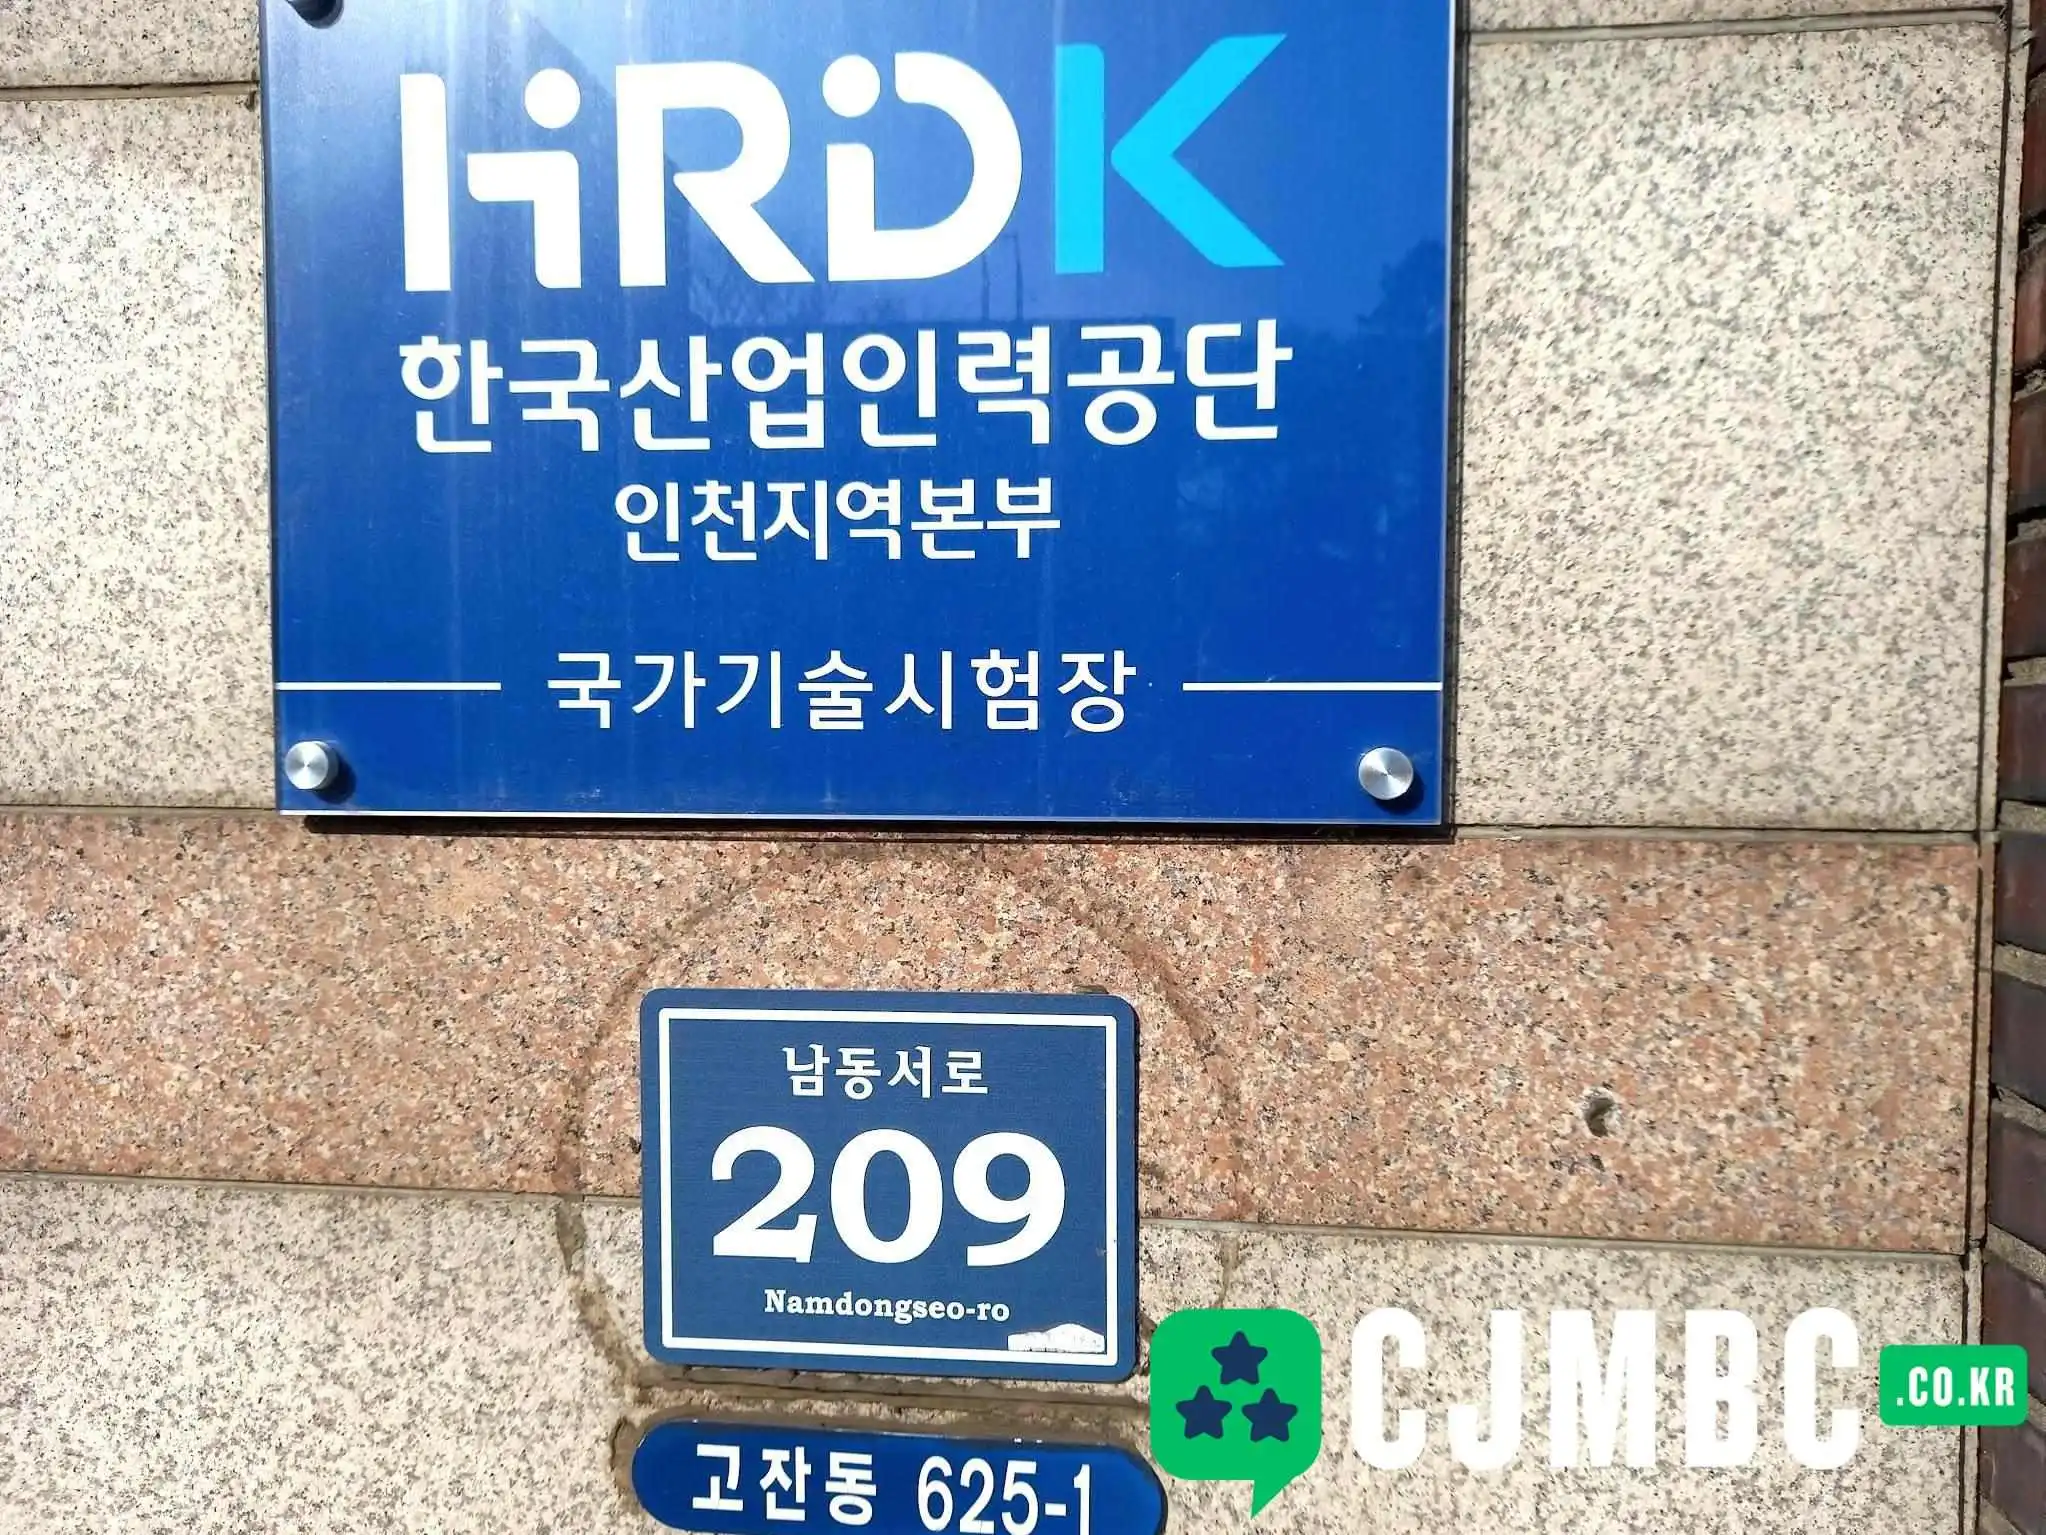 HRDK
한국산업인력공단
인천지역본부
국가기술시험장
남동서로
209
Namdongseo-ro
고잔동 625-1
CJMBC
.CO.KR